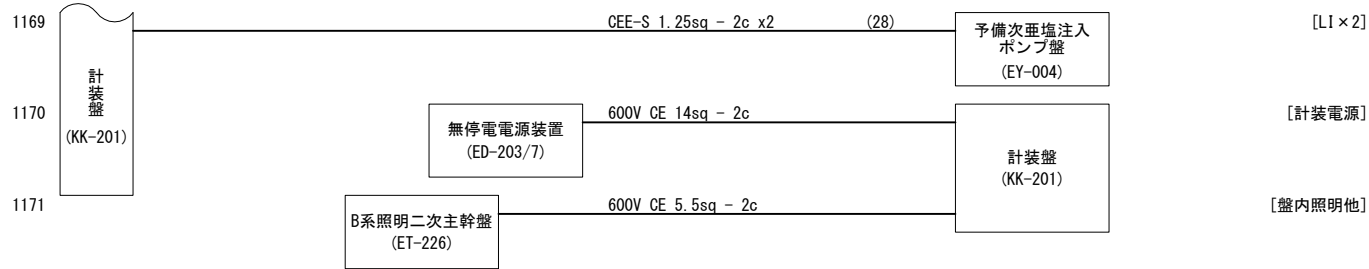 1169
CEE-S 1.25sq - 2c x2
(28)
予備次亜塩注入
ポンプ盤
(EY-004)
[LI×2]
計装盤
(KK-201)
1170
無停電電源装置
(ED-203/7)
600V CE 14sq - 2c
計装盤
(KK-201)
[計装電源]
1171
B系照明二次主幹盤
(ET-226)
600V CE 5.5sq - 2c
[盤内照明他]